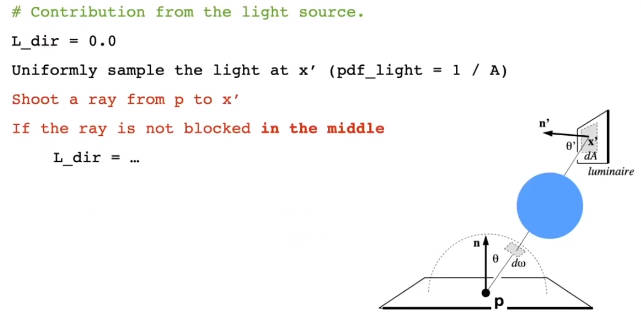 # Contribution from the light source.
L_dir = 0.0
Uniformly sample the light at x’ (pdf_light = 1 / A)
Shoot a ray from p to x’
If the ray is not blocked in the middle
L_dir = …
n’
θ’
x’
dA
luminaire
n
θ
dω
p